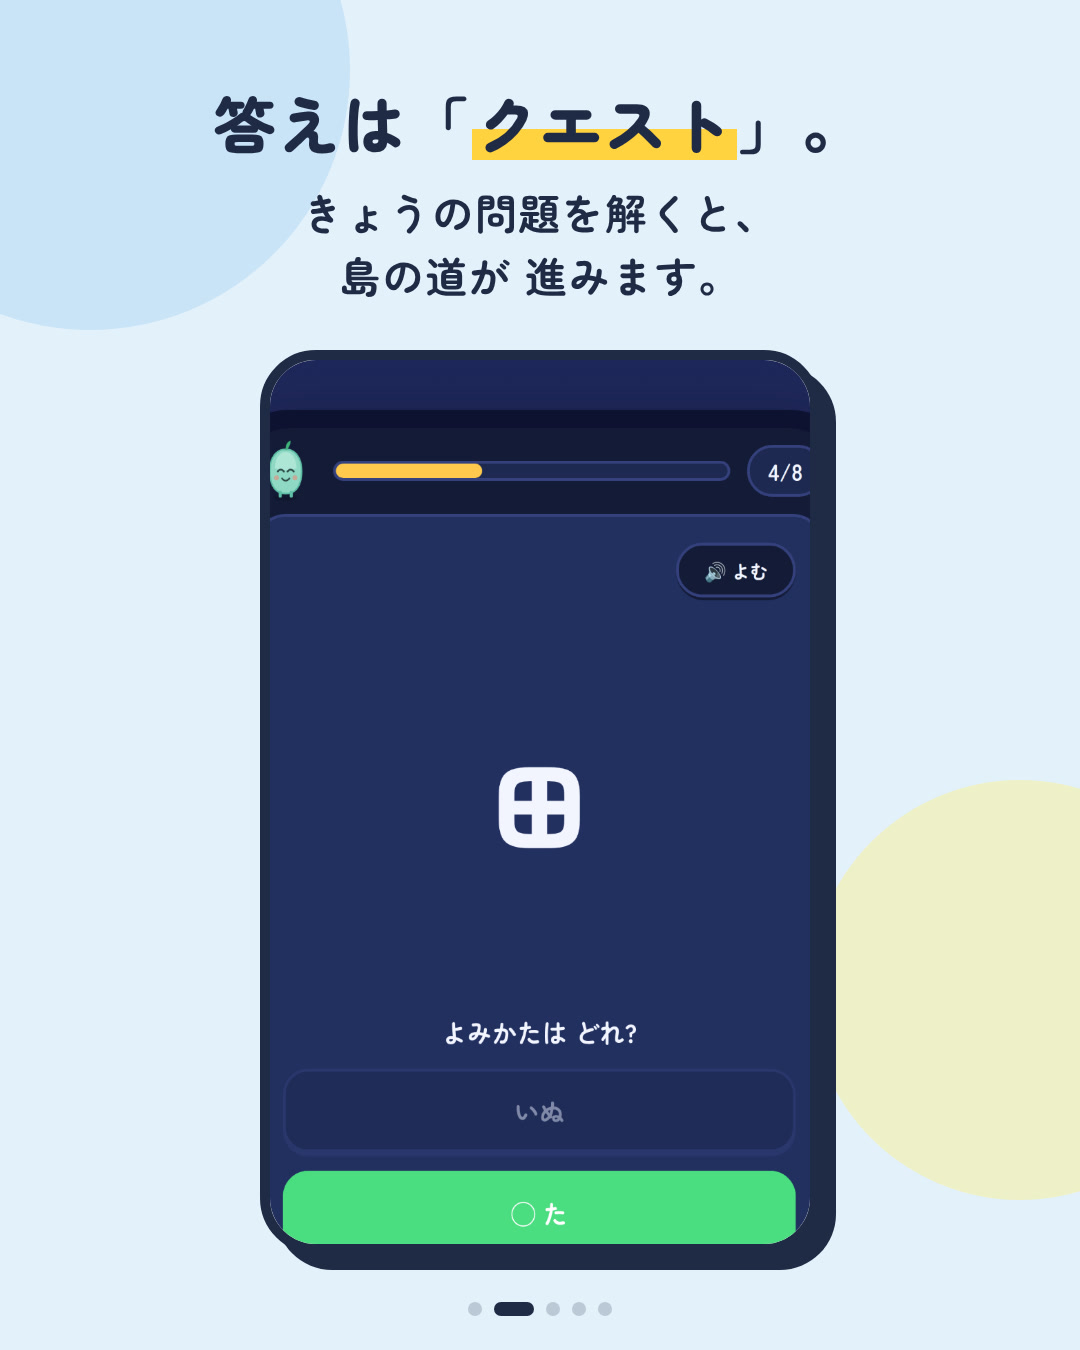 答えは「クエスト」。
きょうの問題を解くと、
島の道が 進みます。
4/8
🔊 よむ
田
よみかたは どれ?
いぬ
◯ た